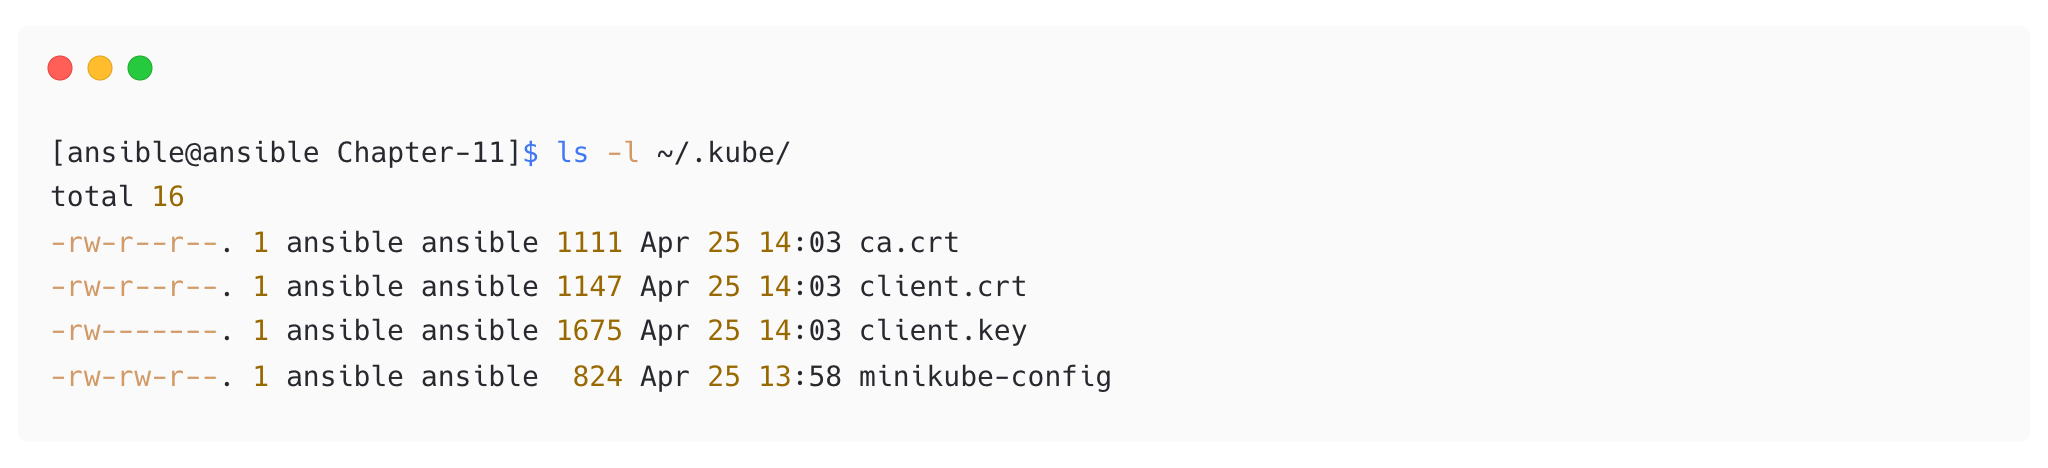 [ansible@ansible Chapter-11]$ ls -l ~/.kube/
total 16
-rw-r--r--. 1 ansible ansible 1111 Apr 25 14:03 ca.crt
-rw-r--r--. 1 ansible ansible 1147 Apr 25 14:03 client.crt
-rw-------. 1 ansible ansible 1675 Apr 25 14:03 client.key
-rw-rw-r--. 1 ansible ansible  824 Apr 25 13:58 minikube-config